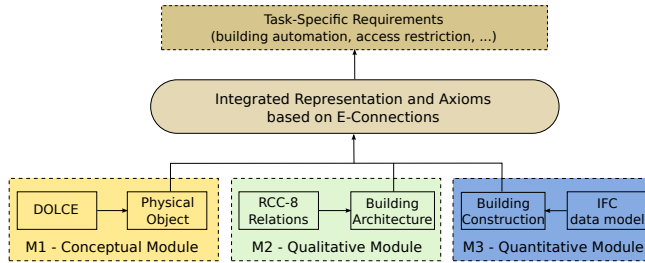 Task-Specific Requirements
(building automation, access restriction, ...)
Integrated Representation and Axioms
based on E-Connections
DOLCE
Physical
Object
M1 - Conceptual Module
RCC-8
Relations
Building
Architecture
M2 - Qualitative Module
Building
Construction
IFC
data model
M3 - Quantitative Module